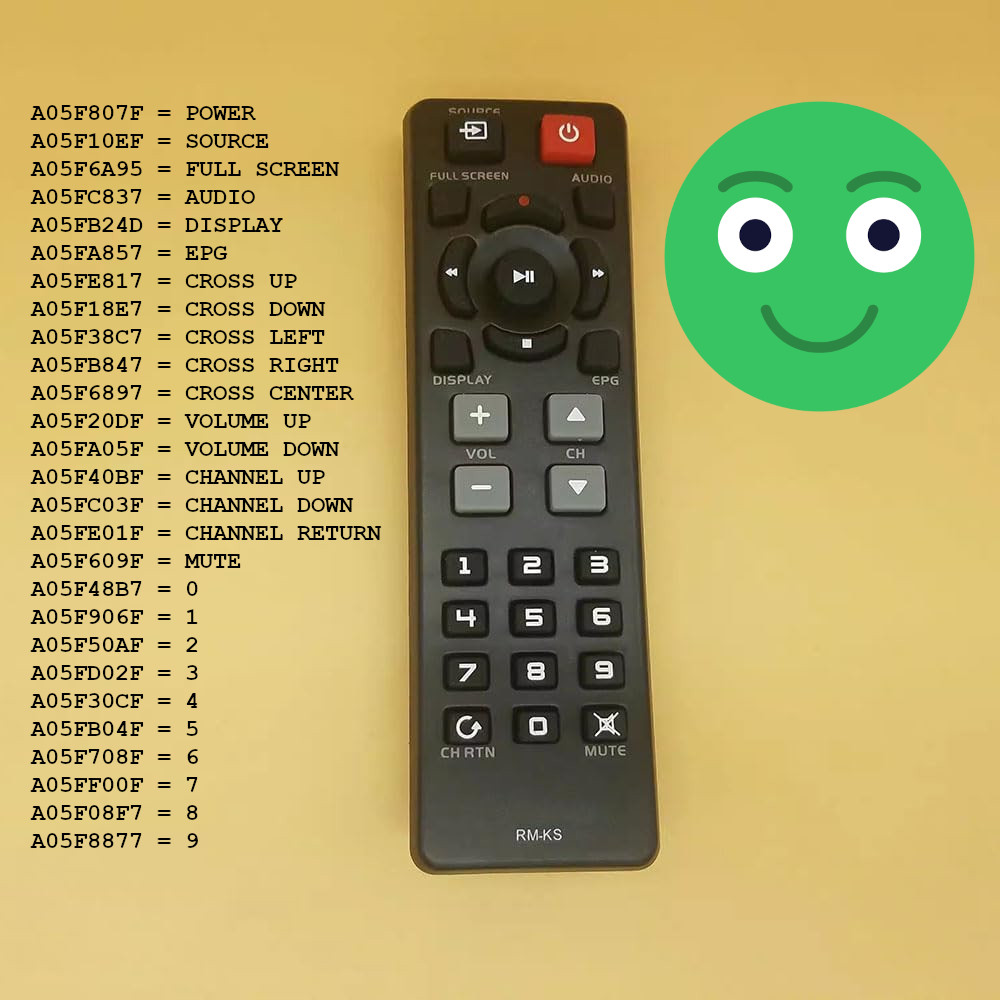 A05F807F = POWER
A05F10EF = SOURCE
A05F6A95 = FULL SCREEN
A05FC837 = AUDIO
A05FB24D = DISPLAY
A05FA857 = EPG
A05FE817 = CROSS UP
A05F18E7 = CROSS DOWN
A05F38C7 = CROSS LEFT
A05FB847 = CROSS RIGHT
A05F6897 = CROSS CENTER
A05F20DF = VOLUME UP
A05FA05F = VOLUME DOWN
A05F40BF = CHANNEL UP
A05FC03F = CHANNEL DOWN
A05FE01F = CHANNEL RETURN
A05F609F = MUTE
A05F48B7 = 0
A05F906F = 1
A05F50AF = 2
A05FD02F = 3
A05F30CF = 4
A05FB04F = 5
A05F708F = 6
A05FF00F = 7
A05F08F7 = 8
A05F8877 = 9
SOURCE
FULL SCREEN AUDIO
DISPLAY EPG
+
VOL CH
−
1 2 3
4 5 6
7 8 9
0
CH RTN MUTE
RM-KS